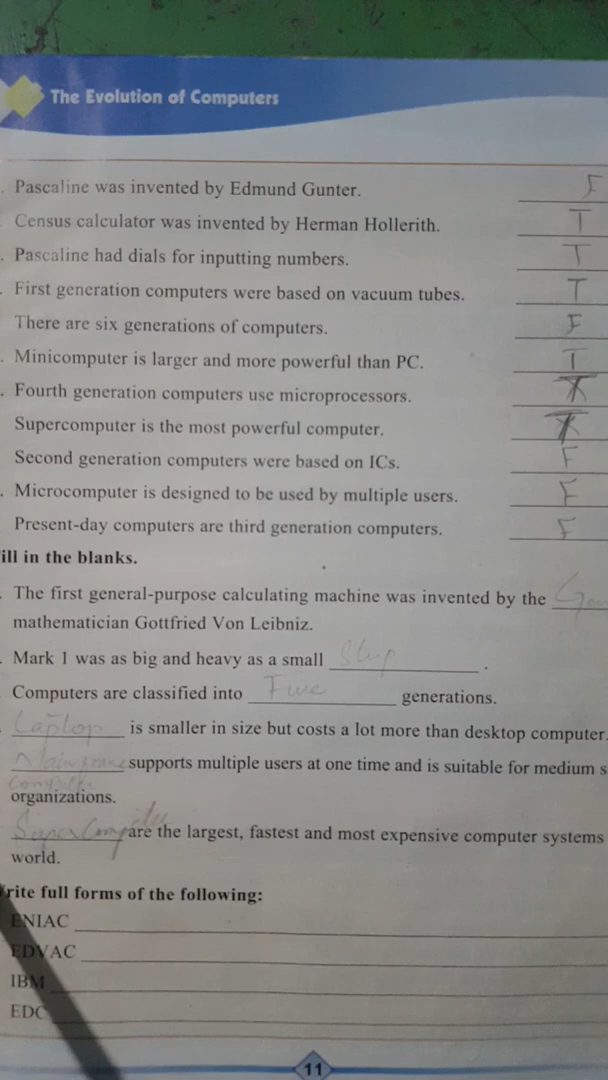 The Evolution of Computers
. Pascaline was invented by Edmund Gunter. F
. Census calculator was invented by Herman Hollerith. T
. Pascaline had dials for inputting numbers. T
. First generation computers were based on vacuum tubes. T
There are six generations of computers. F
. Minicomputer is larger and more powerful than PC. T
. Fourth generation computers use microprocessors.
Supercomputer is the most powerful computer.
Second generation computers were based on ICs. F
. Microcomputer is designed to be used by multiple users. F
Present-day computers are third generation computers. F
ill in the blanks.
. The first general-purpose calculating machine was invented by the
mathematician Gottfried Von Leibniz.
. Mark 1 was as big and heavy as a small .
Computers are classified into generations.
Laptop is smaller in size but costs a lot more than desktop computer.
supports multiple users at one time and is suitable for medium s
organizations.
are the largest, fastest and most expensive computer systems
world.
rite full forms of the following:
ENIAC
EDVAC
IBM
EDC
11